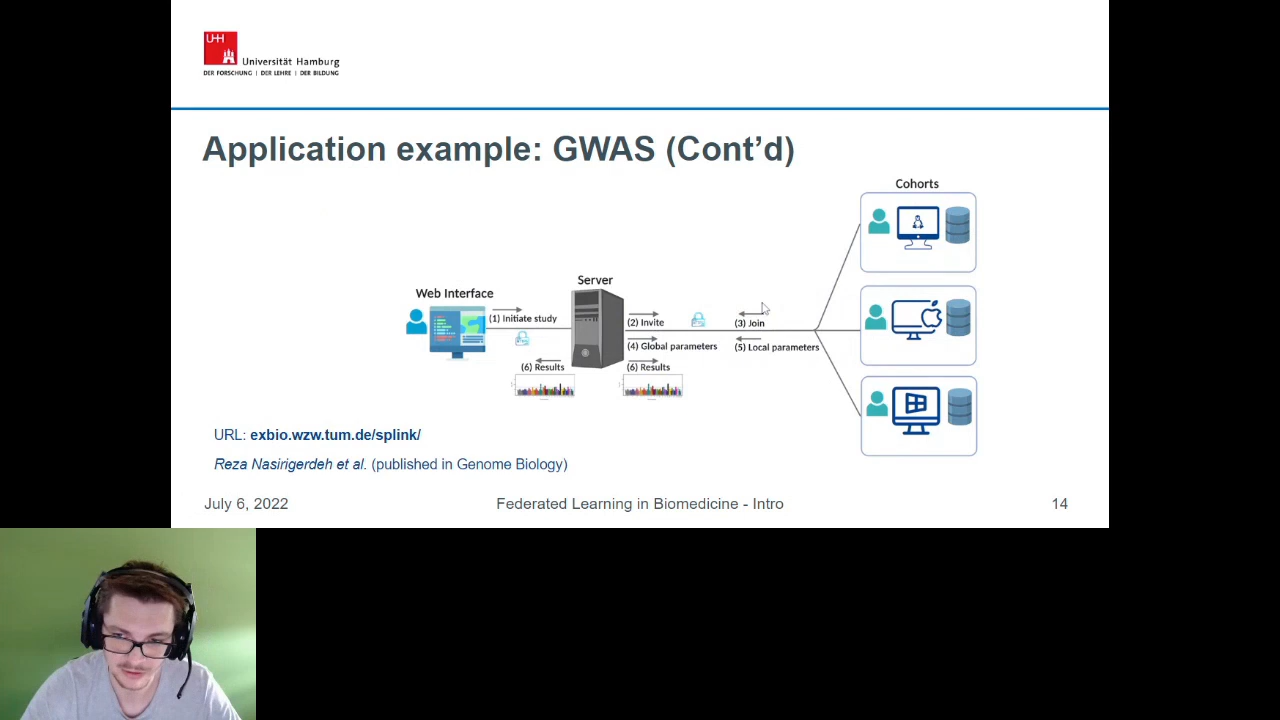 UHH
Universität Hamburg
DER FORSCHUNG | DER LEHRE | DER BILDUNG
Application example: GWAS (Cont’d)
Cohorts
Server
Web Interface
(1) Initiate study
(2) Invite
(3) Join
(4) Global parameters
(5) Local parameters
(6) Results
(6) Results
URL: exbio.wzw.tum.de/splink/
Reza Nasirigerdeh et al. (published in Genome Biology)
July 6, 2022
Federated Learning in Biomedicine - Intro
14